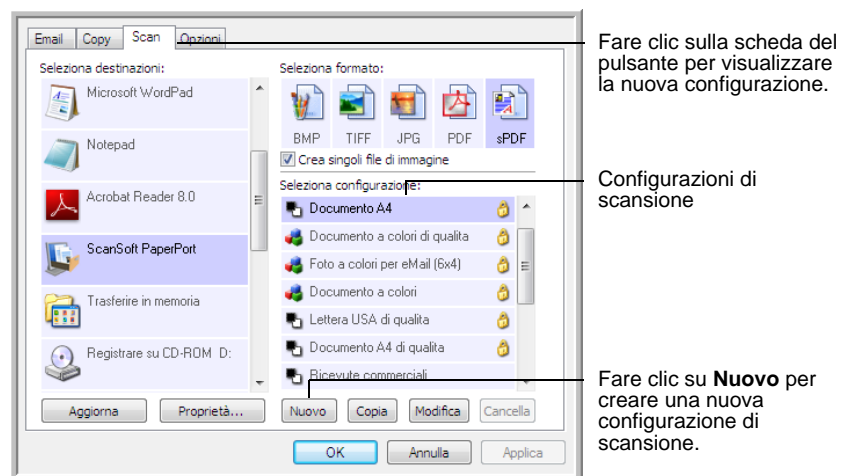 Email Copy Scan Opzioni
Seleziona destinazioni:
Microsoft WordPad
Notepad
Acrobat Reader 8.0
ScanSoft PaperPort
Trasferire in memoria
Registrare su CD-ROM D:
Aggiorna Proprietà...
Seleziona formato:
BMP TIFF JPG PDF sPDF
Crea singoli file di immagine
Seleziona configurazione:
Documento A4
Documento a colori di qualita
Foto a colori per eMail (6x4)
Documento a colori
Lettera USA di qualita
Documento A4 di qualita
Ricevute commerciali
Nuovo Copia Modifica Cancella
OK Annulla Applica
Fare clic sulla scheda del
pulsante per visualizzare
la nuova configurazione.
Configurazioni di
scansione
Fare clic su Nuovo per
creare una nuova
configurazione di
scansione.